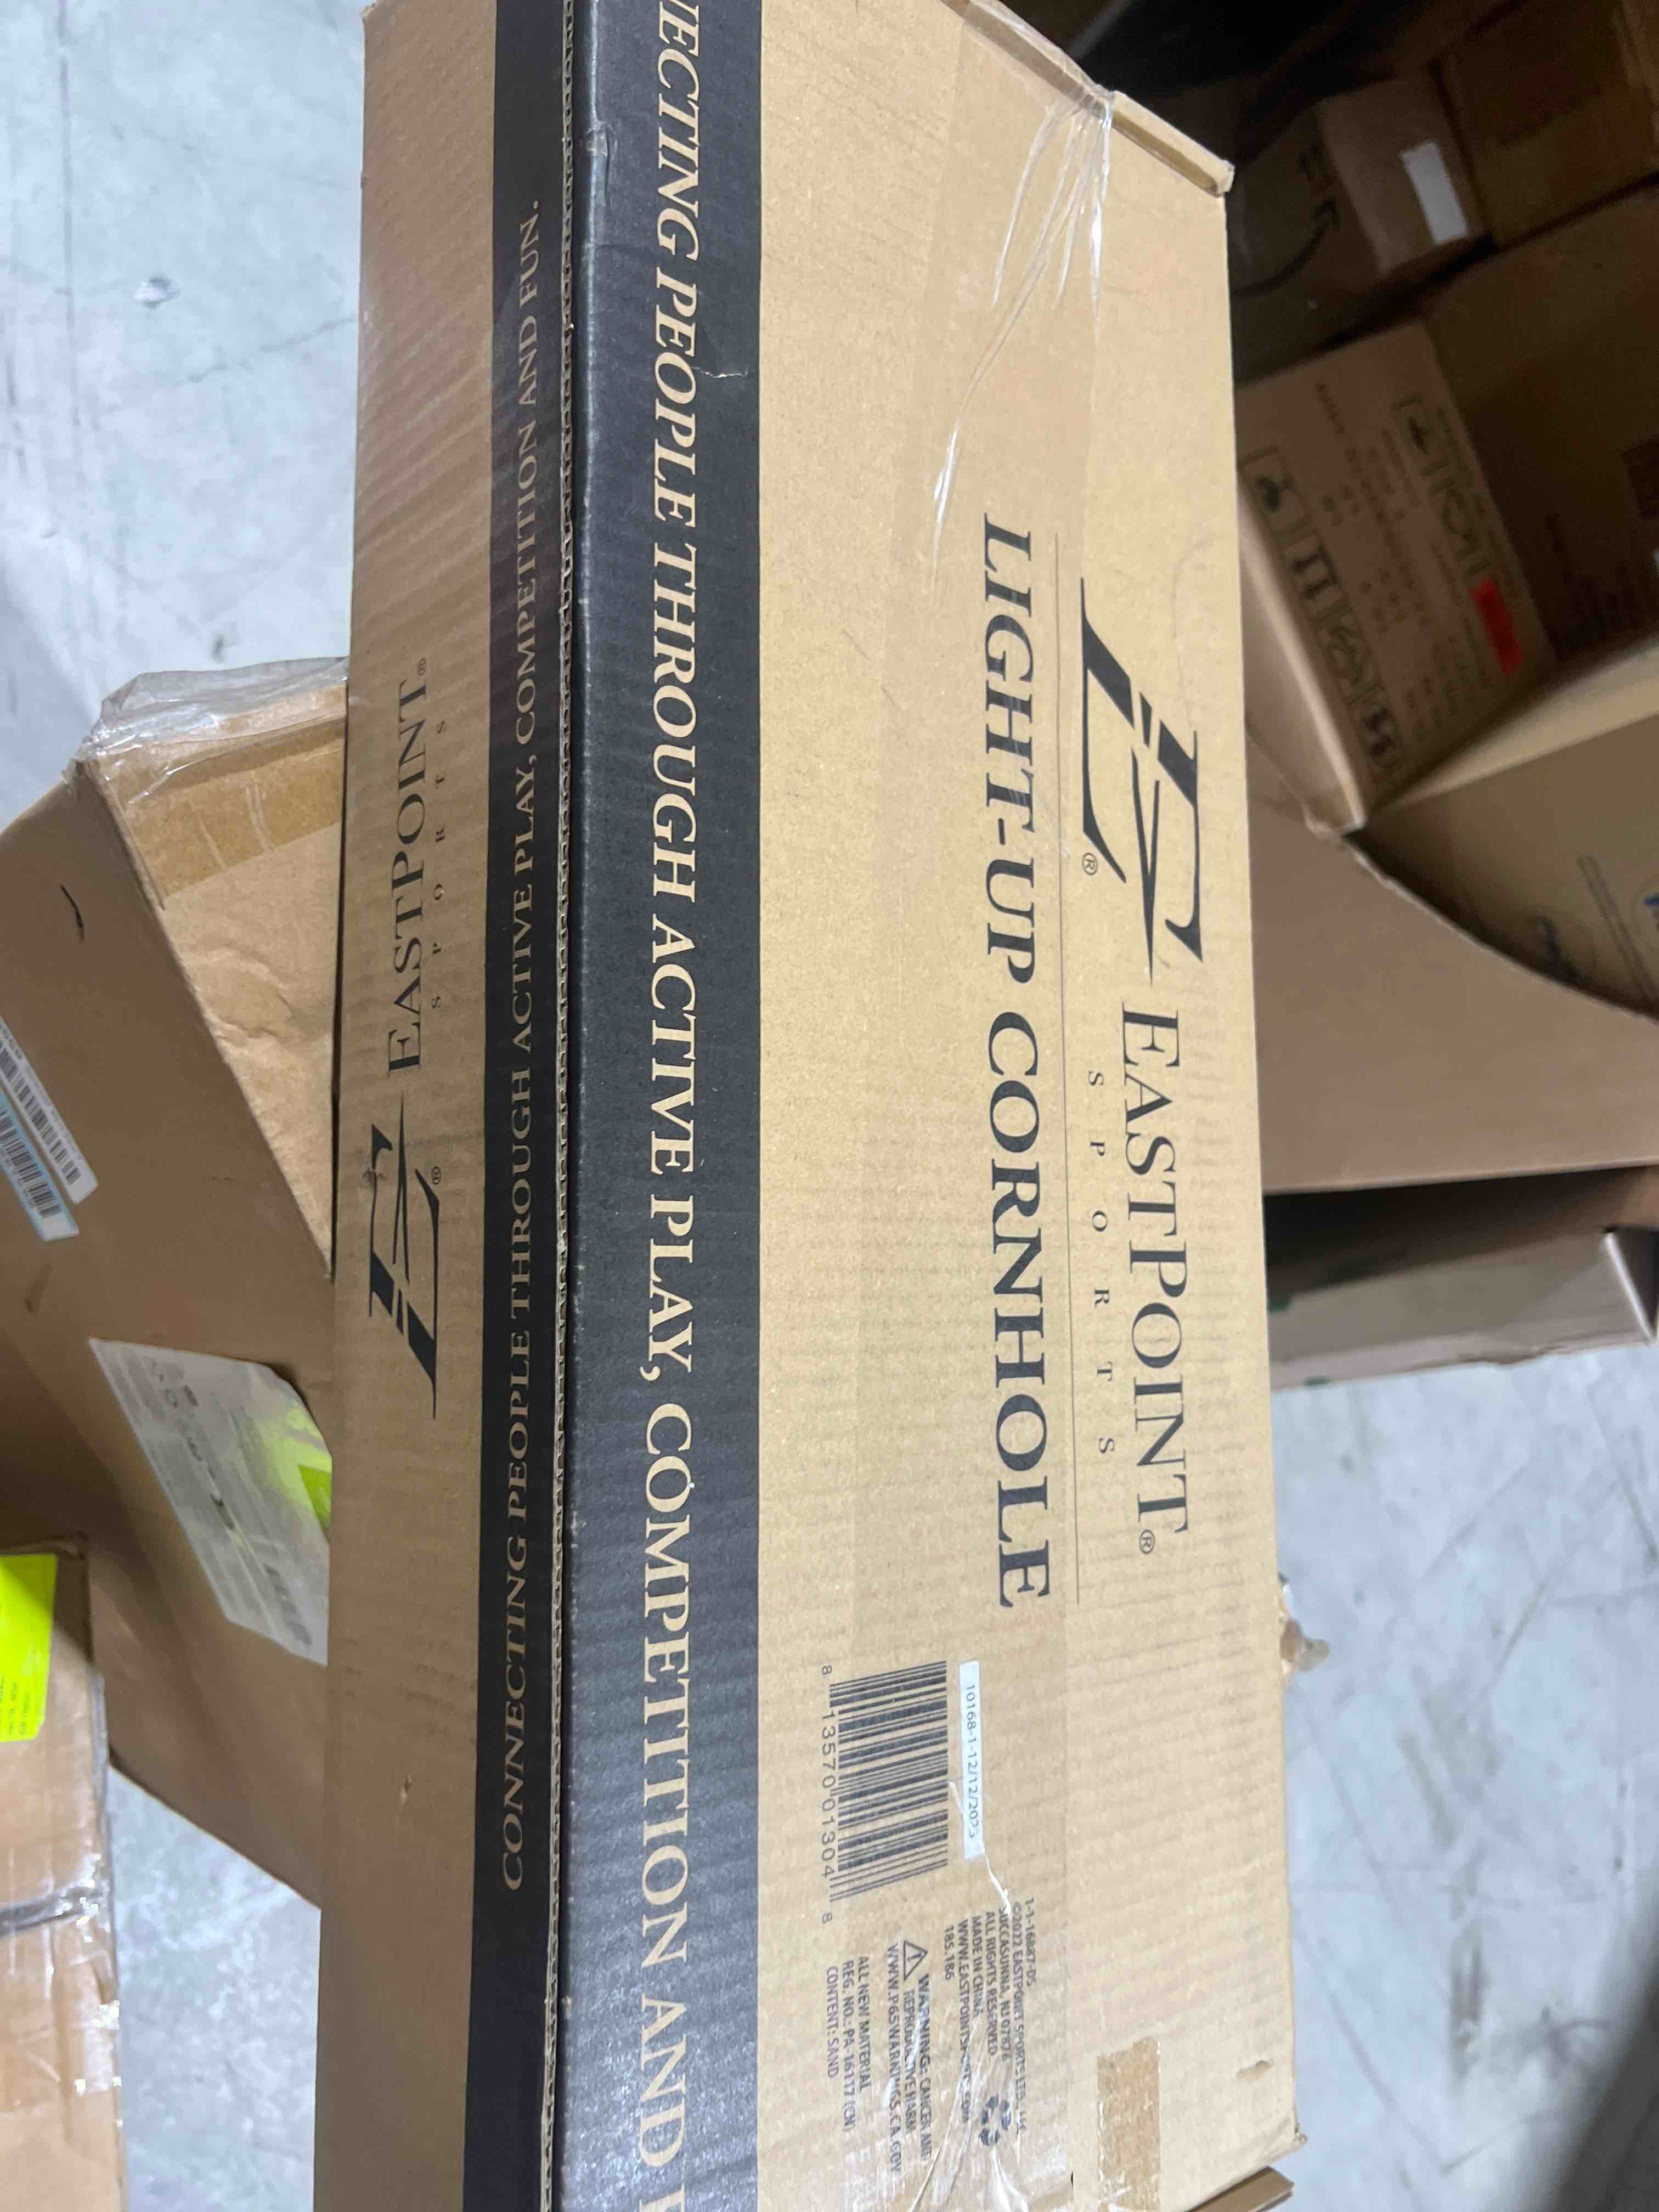 EASTPOINT®
SPORTS
LIGHT-UP CORNHOLE
10168-1-12/12/2023
8 13570 01304 8
1-1-16887-DS
©2022 EASTPOINT SPORTS LTD., LLC
SUCCASUNNA, NJ 07876
ALL RIGHTS RESERVED
MADE IN CHINA
WWW.EASTPOINTSPORTS.COM
185.186
WARNING: CANCER AND
REPRODUCTIVE HARM
WWW.P65WARNINGS.CA.GOV
ALL NEW MATERIAL
REG. NO.: PA-16117 (CN)
CONTENT: SAND
PEOPLE THROUGH ACTIVE PLAY, COMPETITION AND
CONNECTING PEOPLE THROUGH ACTIVE PLAY, COMPETITION AND FUN.
EASTPOINT®
SPORTS